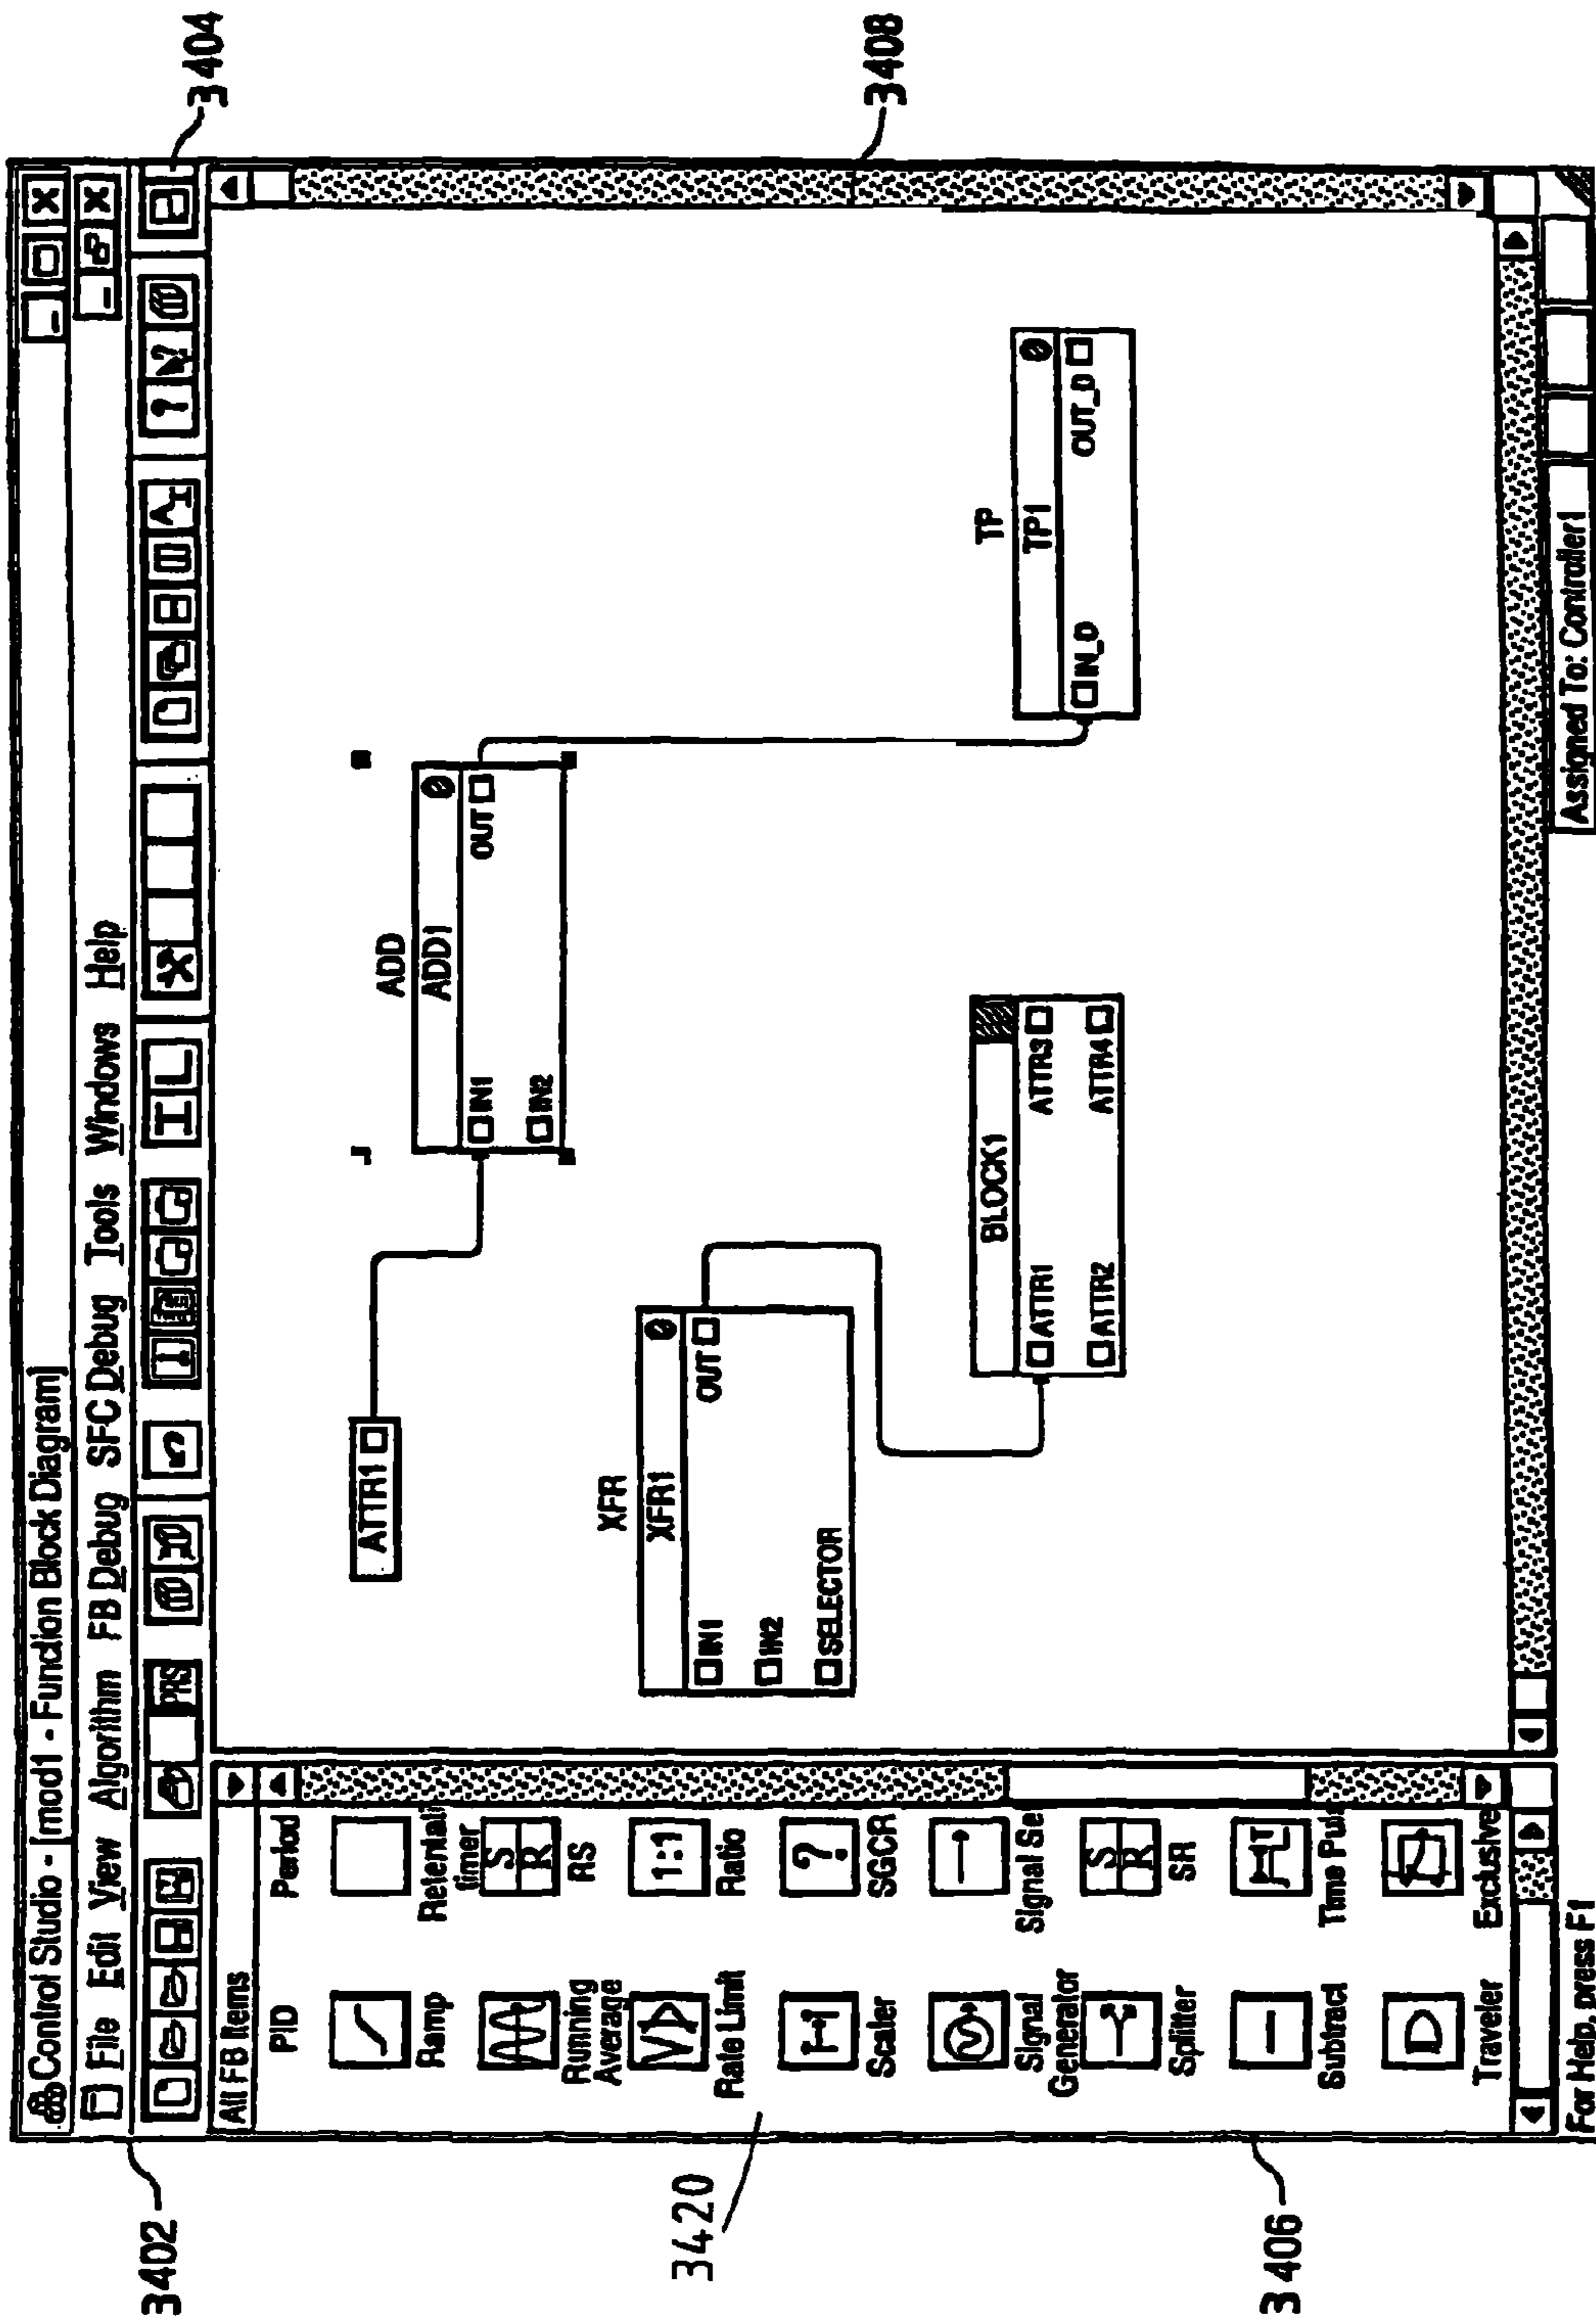 3402
3404
Control Studio - [mod1 - Function Block Diagram]
File Edit View Algorithm FB Debug SFC Debug Tools Windows Help
PRS
All FB Items
PID
Period
Ramp
Retentati
timer
S
R
Running
Average
RS
1:1
Rate Limit
Ratio
?
Scaler
SGCR
Signal
Generator
Signal Se
S
R
Splitter
SR
Subtract
Time Pul
Traveler
Exclusive
3420
3406
3408
ATTR1
ADD
ADD1
IN1
OUT
IN2
XFR
XFR1
IN1
OUT
IN2
SELECTOR
BLOCK1
ATTR1
ATTR3
ATTR2
ATTR4
TP
TP1
IN_D
OUT_D
For Help, press F1
Assigned To: Controller1